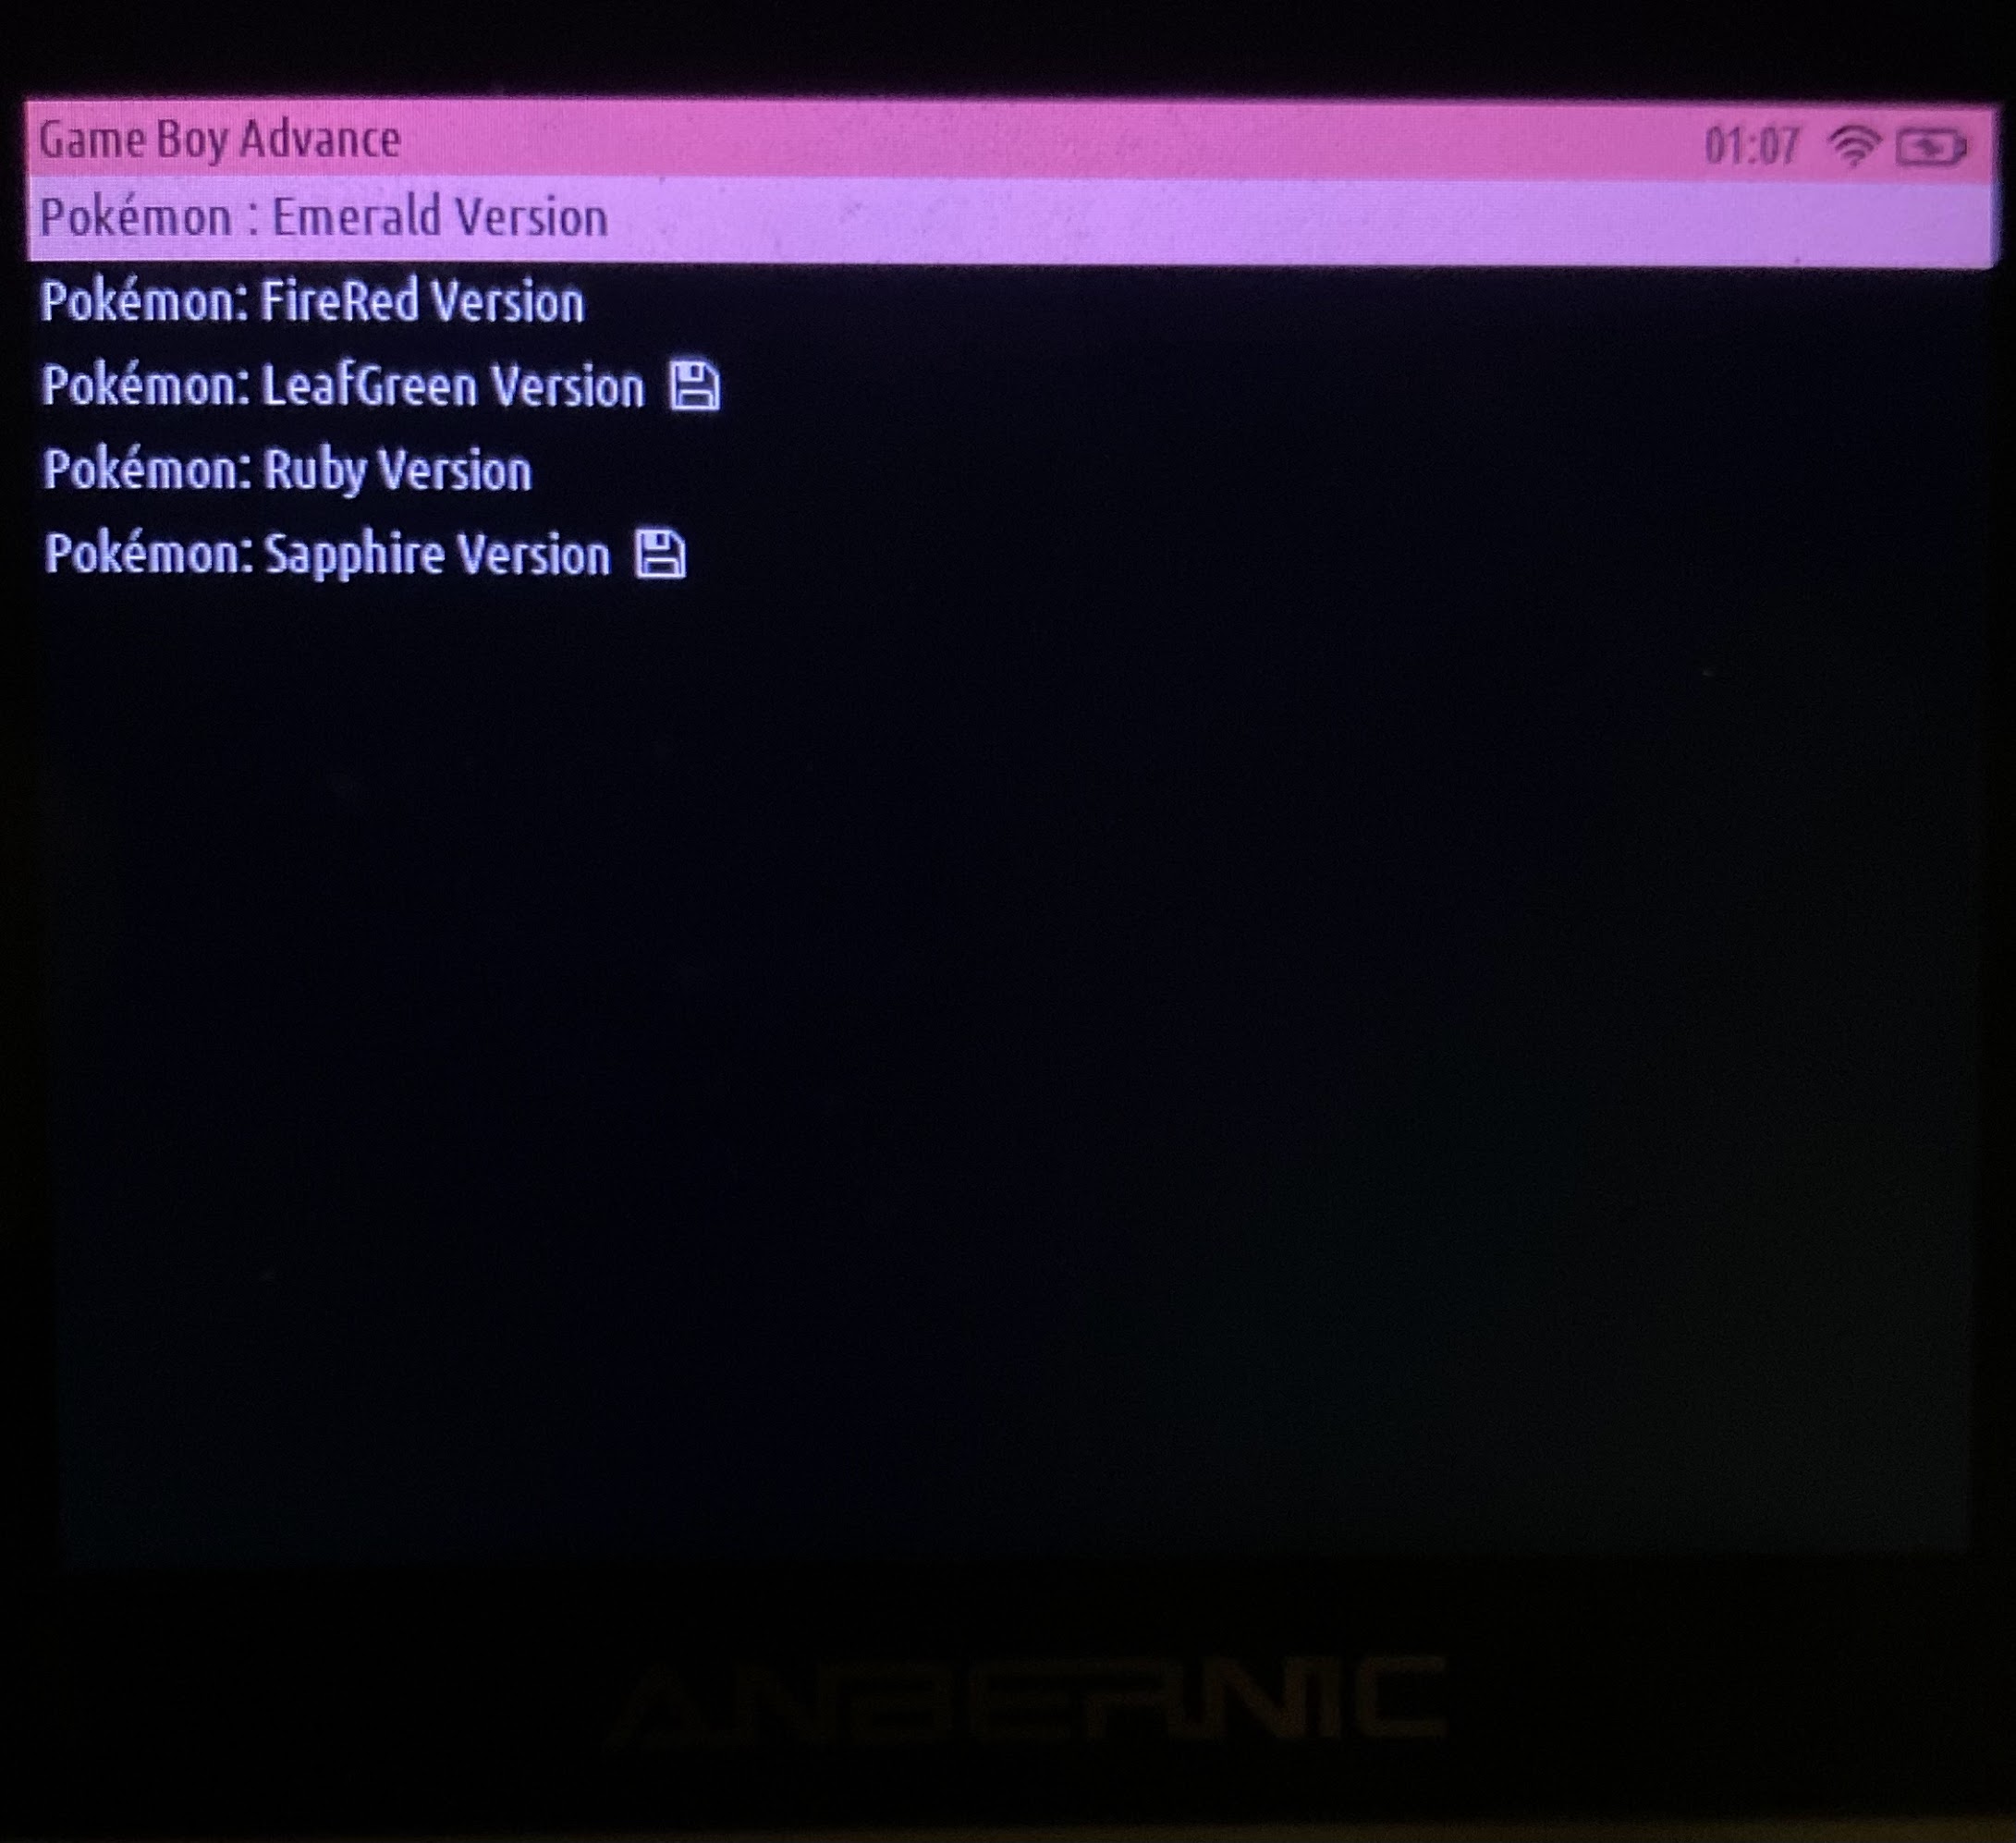 Game Boy Advance 01:07
Pokémon : Emerald Version
Pokémon: FireRed Version
Pokémon: LeafGreen Version
Pokémon: Ruby Version
Pokémon: Sapphire Version
ANBERNIC